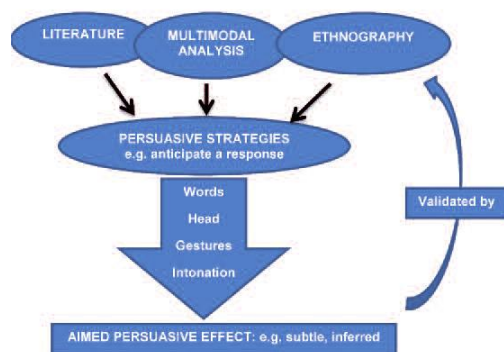 LITERATURE
MULTIMODAL
ANALYSIS
ETHNOGRAPHY
PERSUASIVE STRATEGIES
e.g. anticipate a response
Words
Head
Gestures
Intonation
Validated by
AIMED PERSUASIVE EFFECT: e.g. subtle, inferred